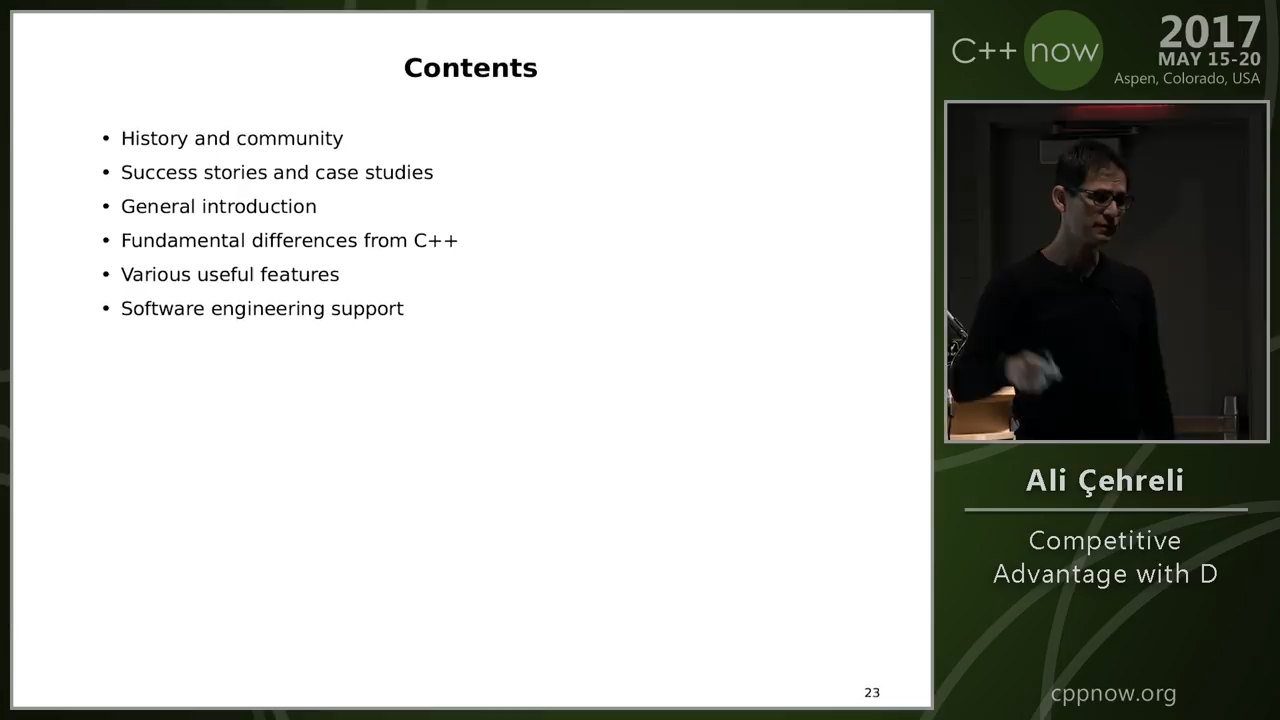 Contents
• History and community
• Success stories and case studies
• General introduction
• Fundamental differences from C++
• Various useful features
• Software engineering support
23
C++ now
2017
MAY 15-20
Aspen, Colorado, USA
Ali Çehreli
Competitive
Advantage with D
cppnow.org